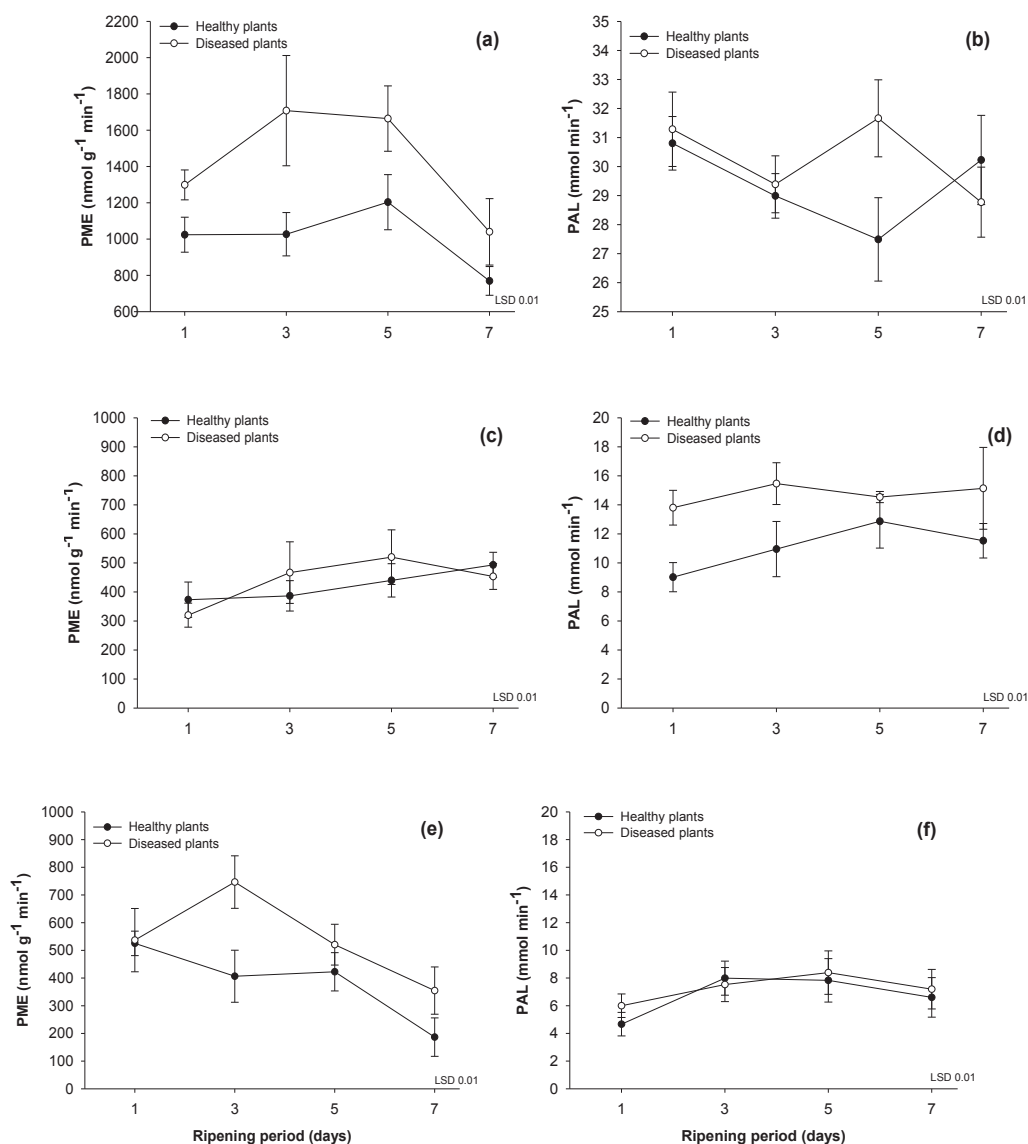 Healthy plants
Diseased plants
(a)
PME (nmol g⁻¹ min⁻¹)
2200
2000
1800
1600
1400
1200
1000
800
600
LSD 0.01
1 3 5 7
Healthy plants
Diseased plants
(b)
PAL (mmol min⁻¹)
35
34
33
32
31
30
29
28
27
26
25
LSD 0.01
1 3 5 7
Healthy plants
Diseased plants
(c)
PME (nmol g⁻¹ min⁻¹)
1000
900
800
700
600
500
400
300
200
100
0
LSD 0.01
1 3 5 7
Healthy plants
Diseased plants
(d)
PAL (mmol min⁻¹)
20
18
16
14
12
10
8
6
4
2
0
LSD 0.01
1 3 5 7
Healthy plants
Diseased plants
(e)
PME (nmol g⁻¹ min⁻¹)
1000
900
800
700
600
500
400
300
200
100
0
LSD 0.01
1 3 5 7
Ripening period (days)
Healthy plants
Diseased plants
(f)
PAL (mmol min⁻¹)
20
18
16
14
12
10
8
6
4
2
0
LSD 0.01
1 3 5 7
Ripening period (days)